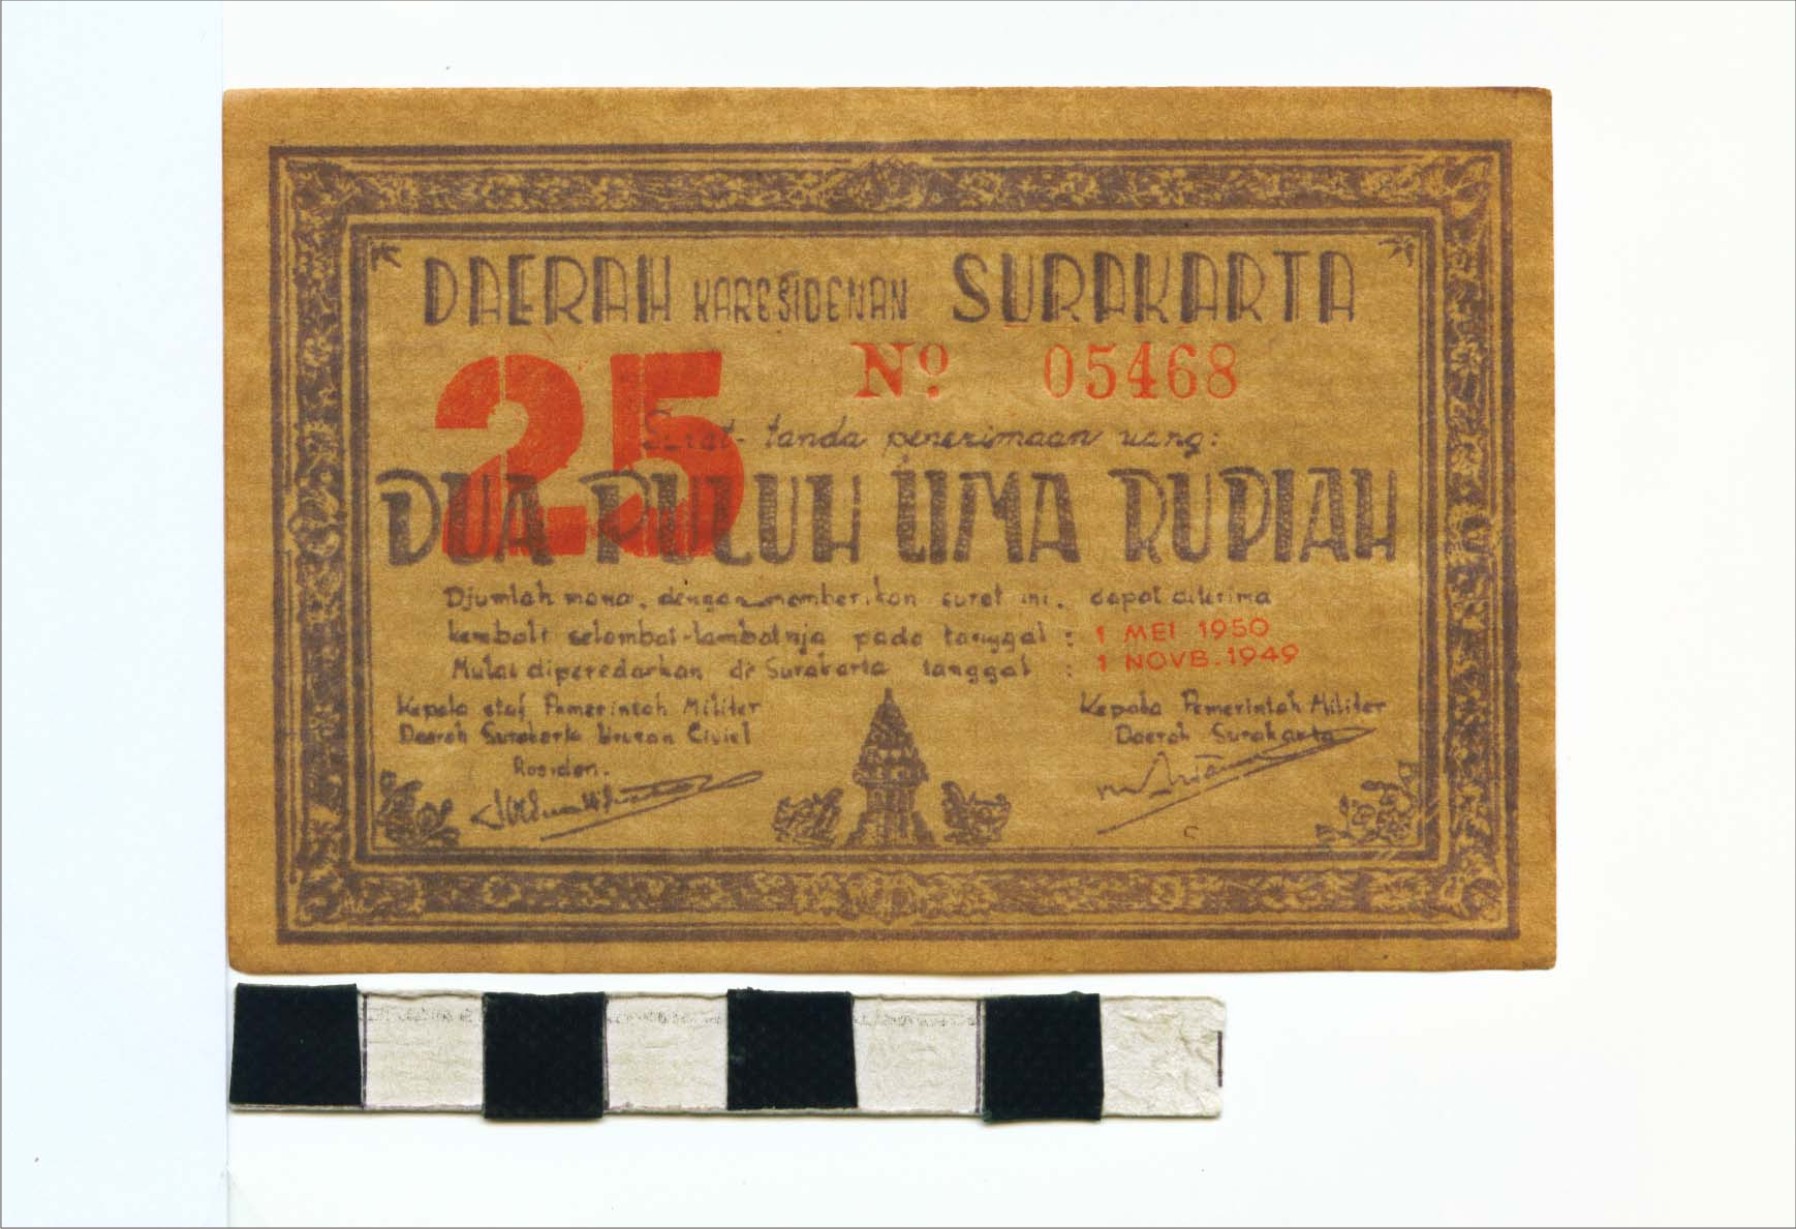 DAERAH KARESIDENAN SURAKARTA
25
No 05468
Surat-tanda penerimaan uang:
DUA PULUH LIMA RUPIAH
Djumlah mana, dengan memberikan surat ini, dapat diterima
kembali selambat-lambatnja pada tanggal : 1 MEI 1950
Mulai diperedarkan di Surakarta tanggal : 1 NOVB. 1949
Kepala staf Pemerintah Militer
Daerah Surakarta Urusan Civiel
Residen.
Kepala Pemerintah Militer
Daerah Surakarta